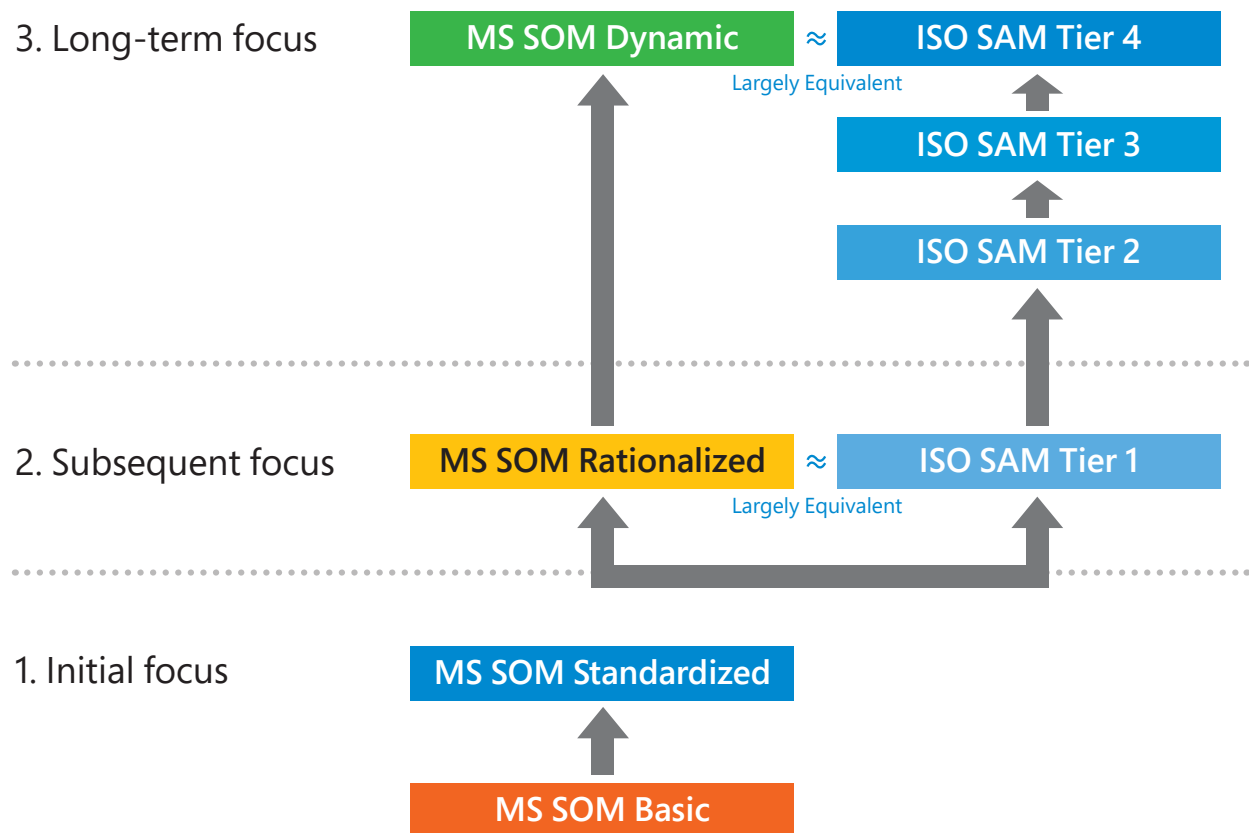 3. Long-term focus
MS SOM Dynamic
≈
ISO SAM Tier 4
Largely Equivalent
ISO SAM Tier 3
ISO SAM Tier 2
2. Subsequent focus
MS SOM Rationalized
≈
ISO SAM Tier 1
Largely Equivalent
1. Initial focus
MS SOM Standardized
MS SOM Basic